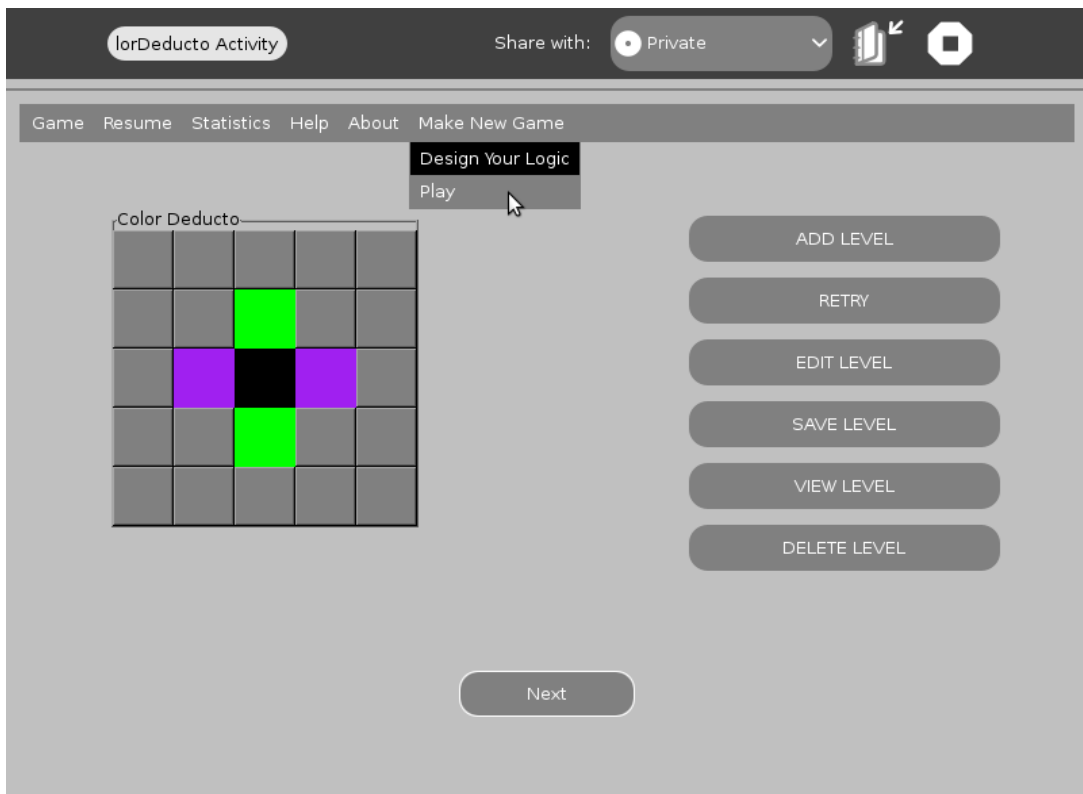 lorDeducto Activity Share with: Private
Game Resume Statistics Help About Make New Game
Design Your Logic
Play
Color Deducto
ADD LEVEL
RETRY
EDIT LEVEL
SAVE LEVEL
VIEW LEVEL
DELETE LEVEL
Next